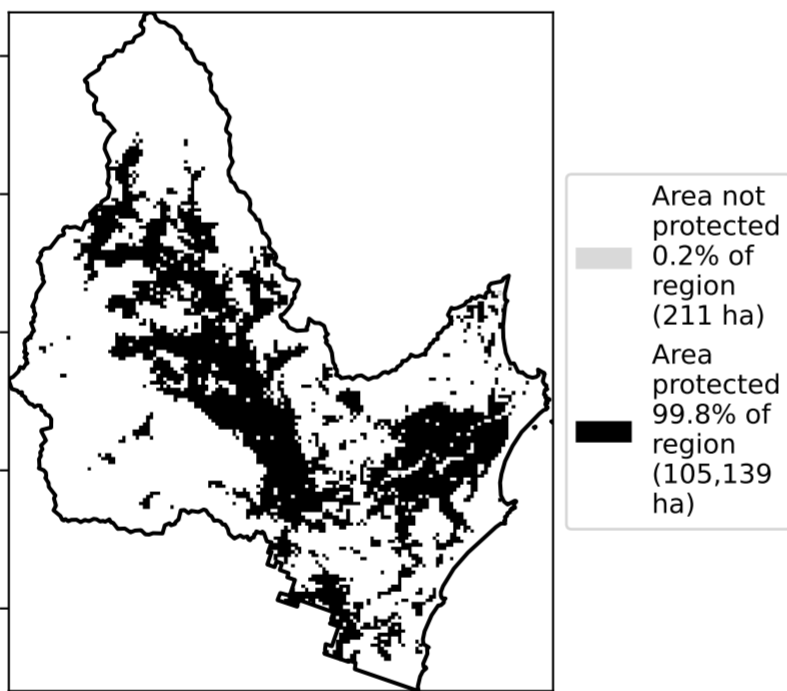 Area not
protected
0.2% of
region
(211 ha)
Area
protected
99.8% of
region
(105,139
ha)